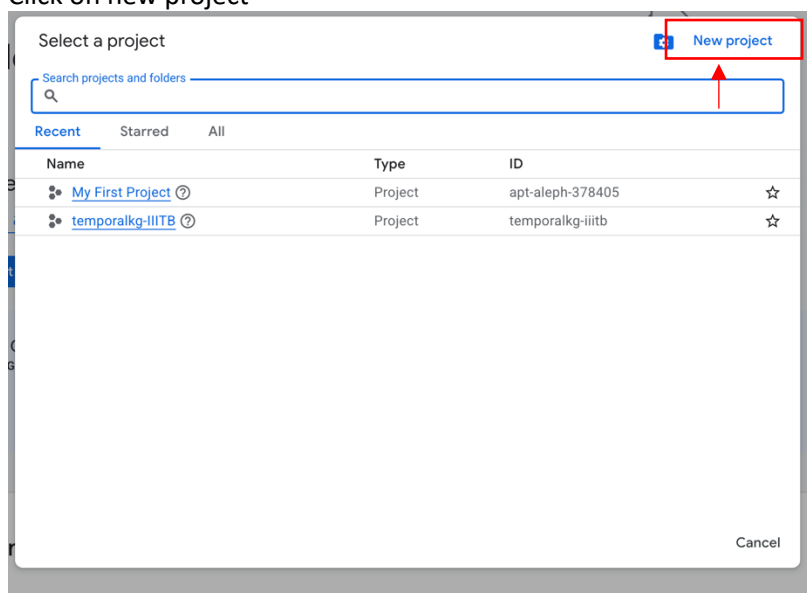 Click on new project
Select a project
New project
Search projects and folders
Recent Starred All
Name Type ID
My First Project Project apt-aleph-378405
temporalkg-IIITB Project temporalkg-iiitb
Cancel